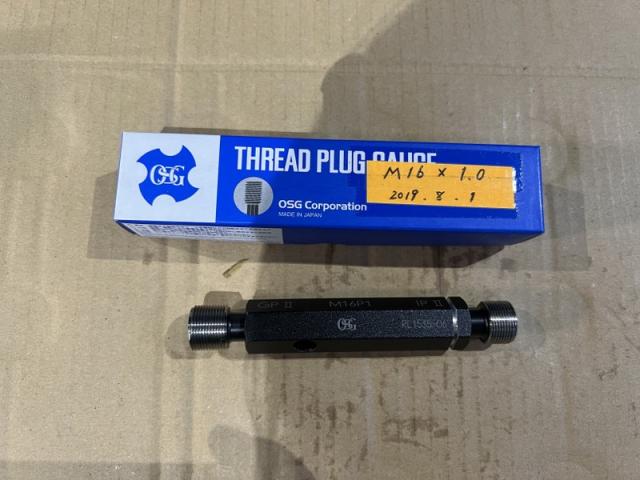 OSG
THREAD PLUG GAUGE
M16 x 1.0
2019. 8. 1
OSG Corporation
MADE IN JAPAN
GP II M16P1 IP II
OSG RL1535-06